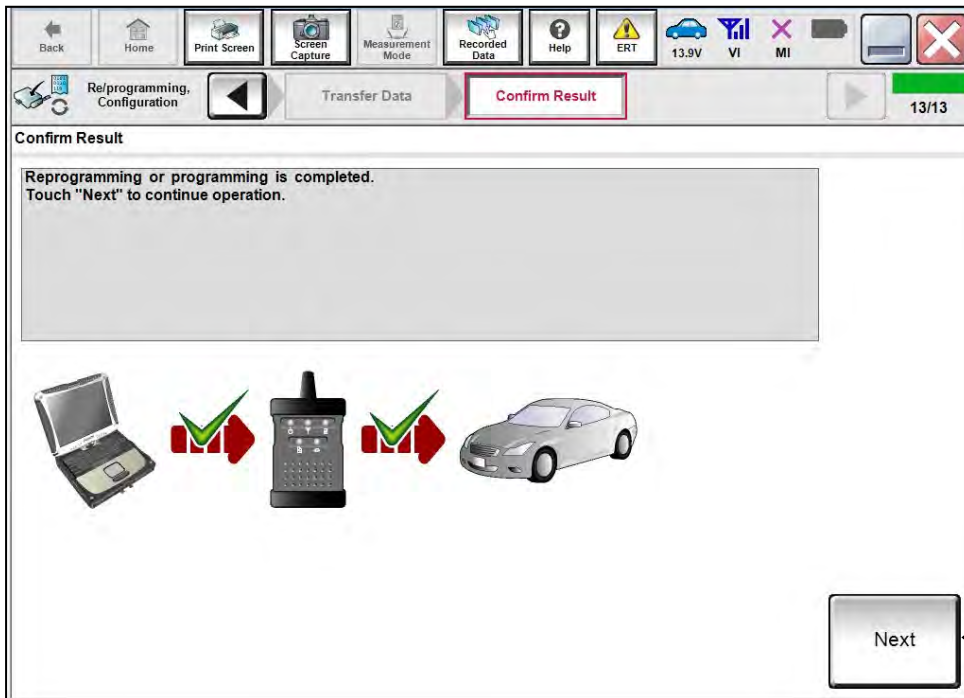 Back
Home
Print Screen
Screen
Capture
Measurement
Mode
Recorded
Data
Help
ERT
13.9V
VI
MI
Re/programming,
Configuration
Transfer Data
Confirm Result
13/13
Confirm Result
Reprogramming or programming is completed.
Touch "Next" to continue operation.
Next